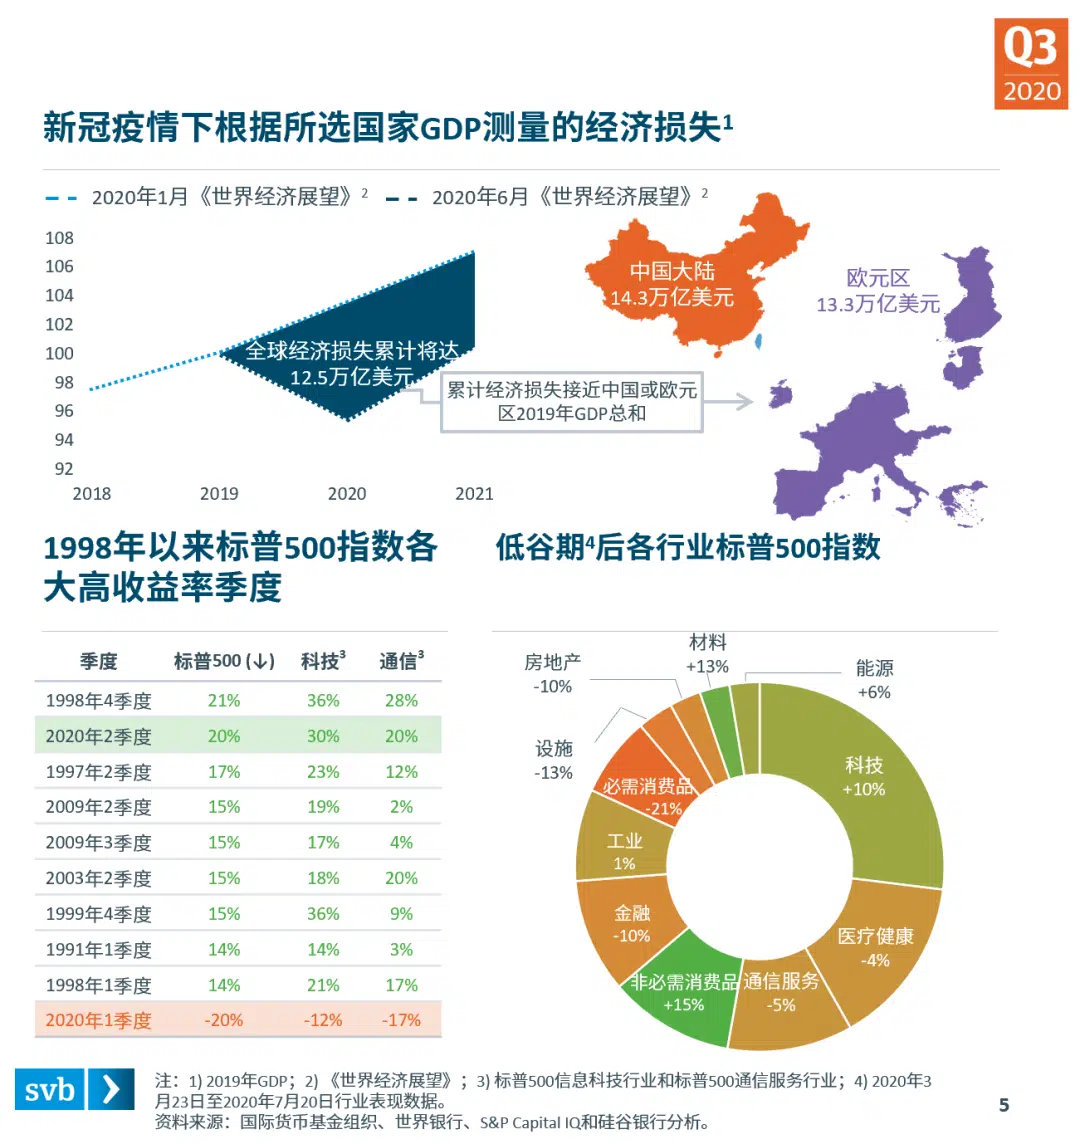 Q3
2020
新冠疫情下根据所选国家GDP测量的经济损失1
2020年1月《世界经济展望》2
2020年6月《世界经济展望》2
108
106
104
102
100
98
96
94
92
2018
2019
2020
2021
全球经济损失累计将达
12.5万亿美元
累计经济损失接近中国或欧元
区2019年GDP总和
中国大陆
14.3万亿美元
欧元区
13.3万亿美元
1998年以来标普500指数各
大高收益率季度
季度 标普500 (↓) 科技3 通信3
1998年4季度 21% 36% 28%
2020年2季度 20% 30% 20%
1997年2季度 17% 23% 12%
2009年2季度 15% 19% 2%
2009年3季度 15% 17% 4%
2003年2季度 15% 18% 20%
1999年4季度 15% 36% 9%
1991年1季度 14% 14% 3%
1998年1季度 14% 21% 17%
2020年1季度 -20% -12% -17%
低谷期4后各行业标普500指数
材料
+13%
房地产
-10%
能源
+6%
设施
-13%
科技
+10%
必需消费品
-21%
工业
1%
金融
-10%
医疗健康
-4%
非必需消费品
+15%
通信服务
-5%
svb
注：1) 2019年GDP；2) 《世界经济展望》；3) 标普500信息科技行业和标普500通信服务行业；4) 2020年3
月23日至2020年7月20日行业表现数据。
资料来源：国际货币基金组织、世界银行、S&P Capital IQ和硅谷银行分析。
5